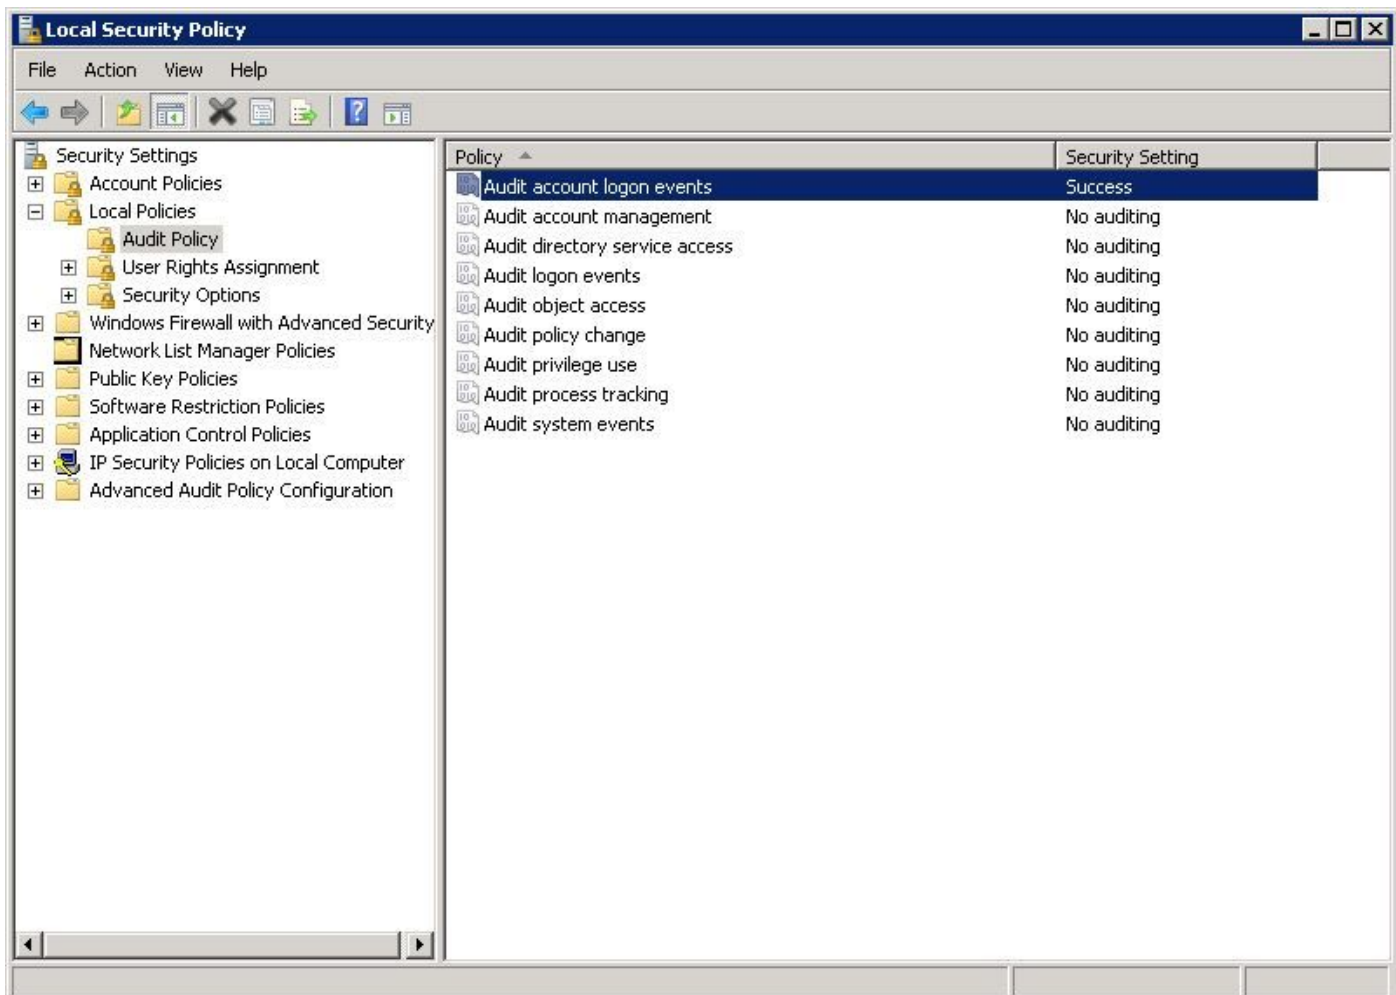 Local Security Policy
File Action View Help
Security Settings
Account Policies
Local Policies
Audit Policy
User Rights Assignment
Security Options
Windows Firewall with Advanced Security
Network List Manager Policies
Public Key Policies
Software Restriction Policies
Application Control Policies
IP Security Policies on Local Computer
Advanced Audit Policy Configuration
Policy Security Setting
Audit account logon events Success
Audit account management No auditing
Audit directory service access No auditing
Audit logon events No auditing
Audit object access No auditing
Audit policy change No auditing
Audit privilege use No auditing
Audit process tracking No auditing
Audit system events No auditing